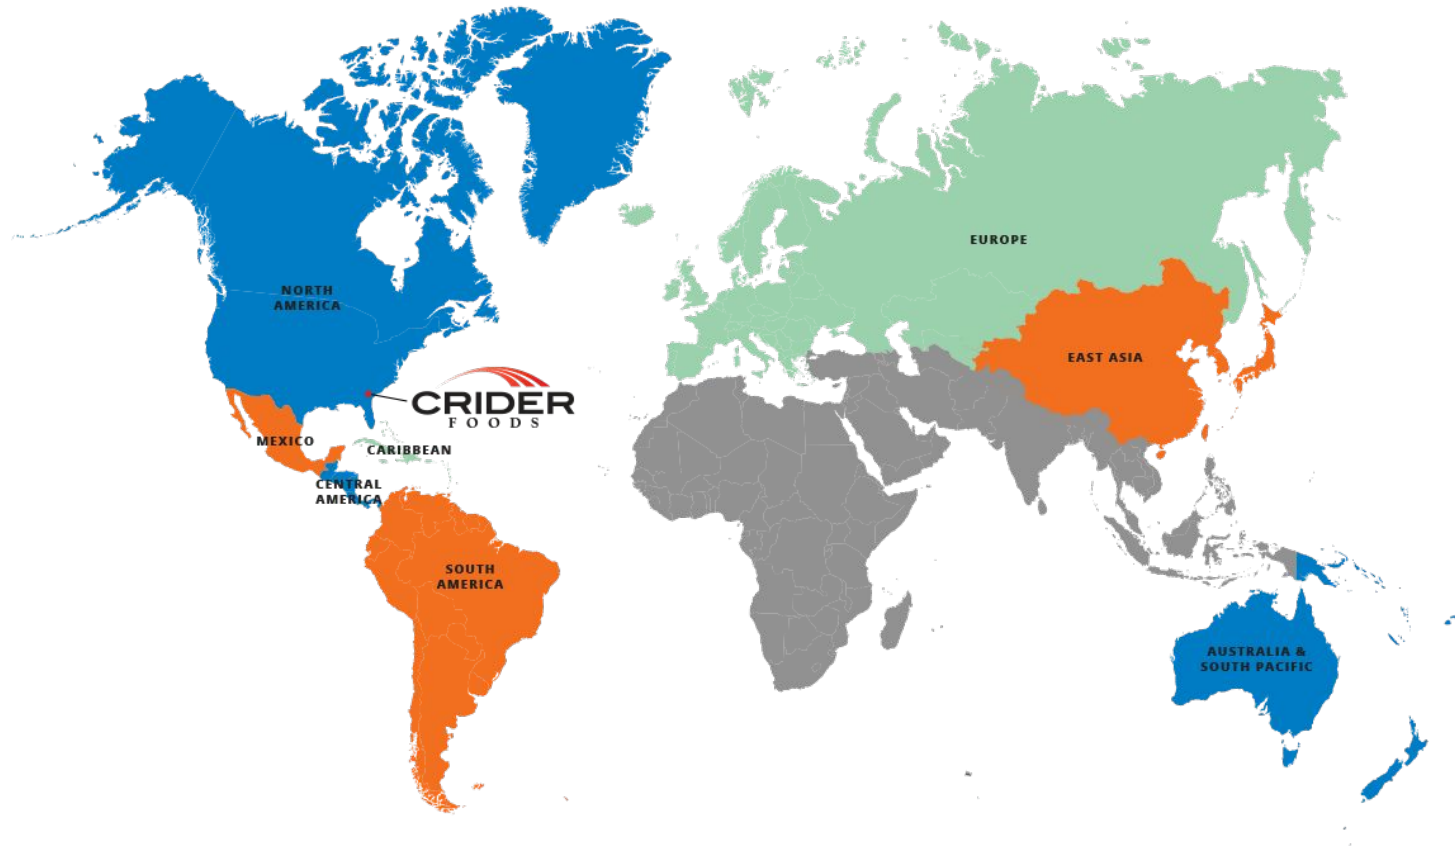 EUROPE
NORTH
AMERICA
EAST ASIA
CRIDER
FOODS
MEXICO
CARIBBEAN
CENTRAL
AMERICA
SOUTH
AMERICA
AUSTRALIA &
SOUTH PACIFIC